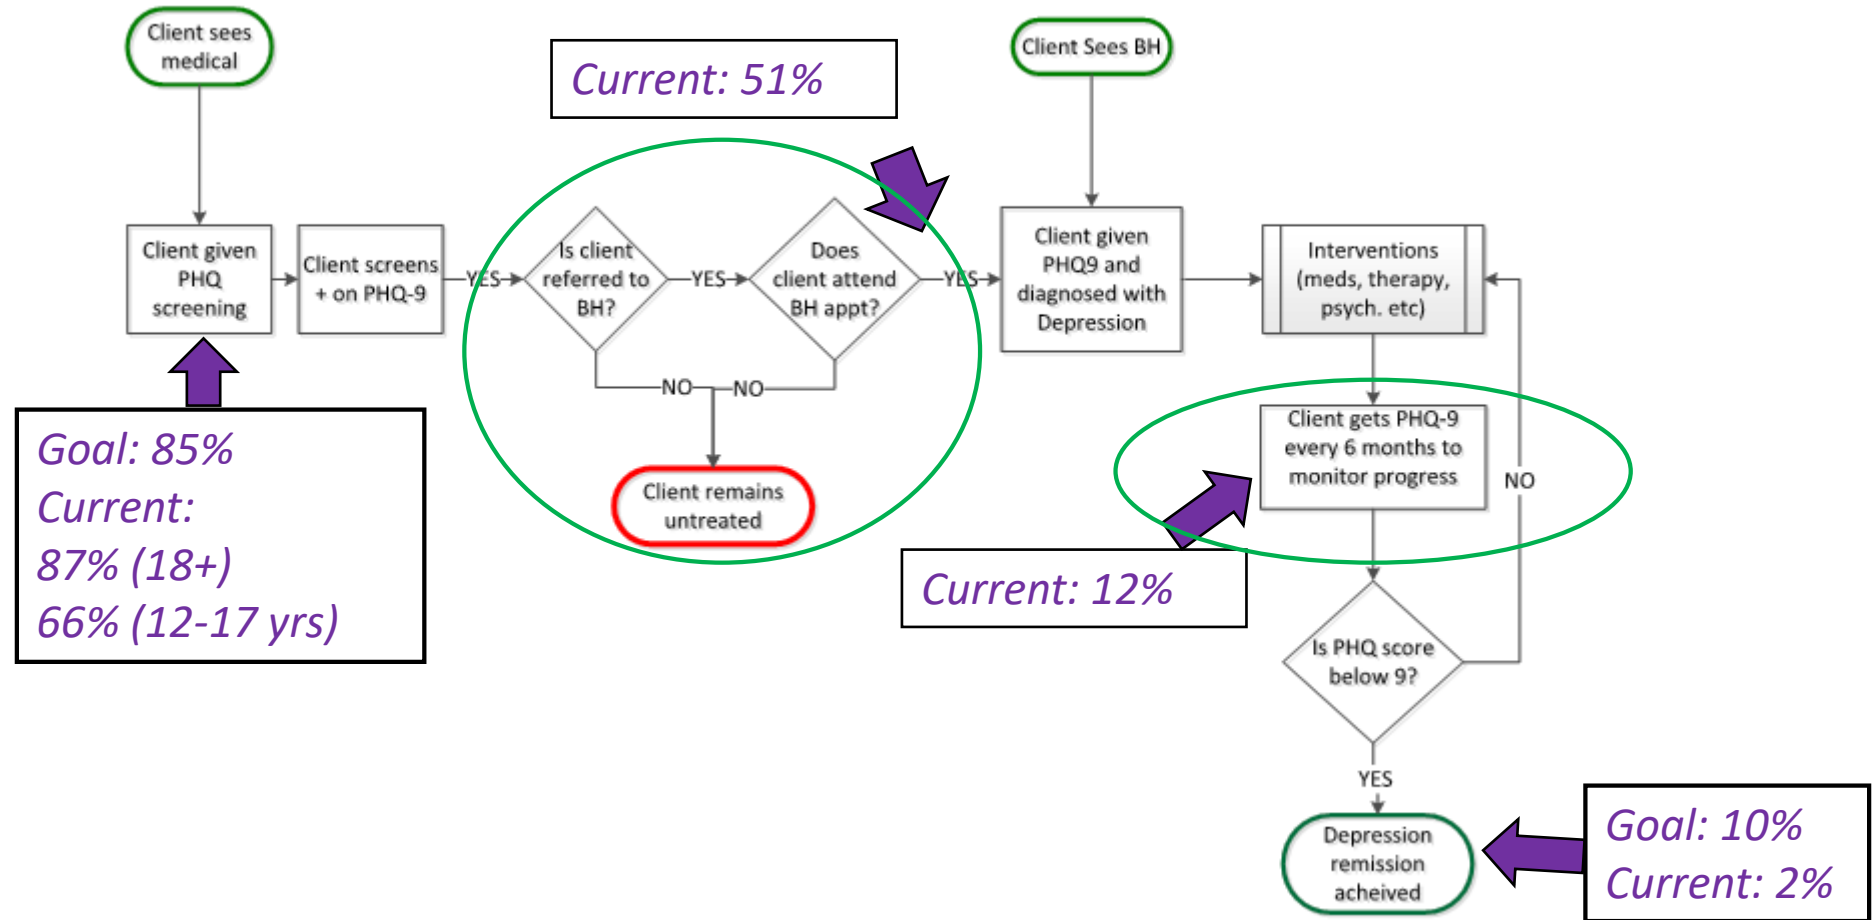 Client sees
medical
Current: 51%
Client Sees BH
Client given
PHQ
screening
Client screens
+ on PHQ-9
YES
Is client
referred to
BH?
YES
Does
client attend
BH appt?
YES
Client given
PHQ9 and
diagnosed with
Depression
Interventions
(meds, therapy,
psych. etc)
NO
NO
Client remains
untreated
Goal: 85%
Current:
87% (18+)
66% (12-17 yrs)
Client gets PHQ-9
every 6 months to
monitor progress
NO
Current: 12%
Is PHQ score
below 9?
YES
Depression
remission
acheived
Goal: 10%
Current: 2%